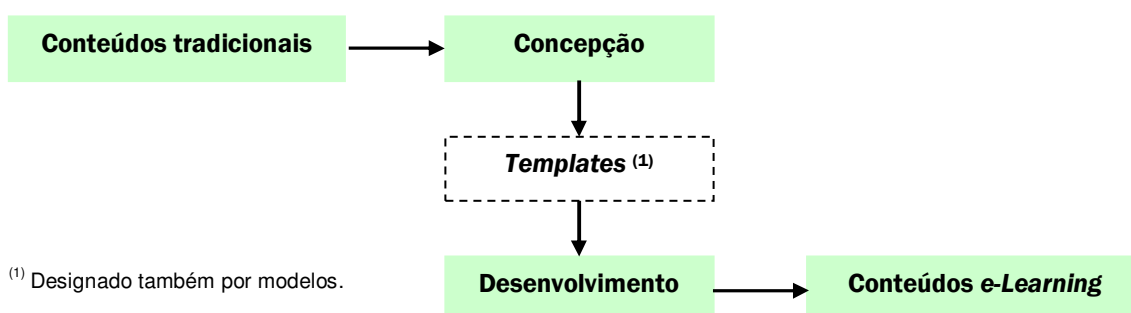 Conteúdos tradicionais
Concepção
Templates (1)
Desenvolvimento
Conteúdos e-Learning
(1) Designado também por modelos.